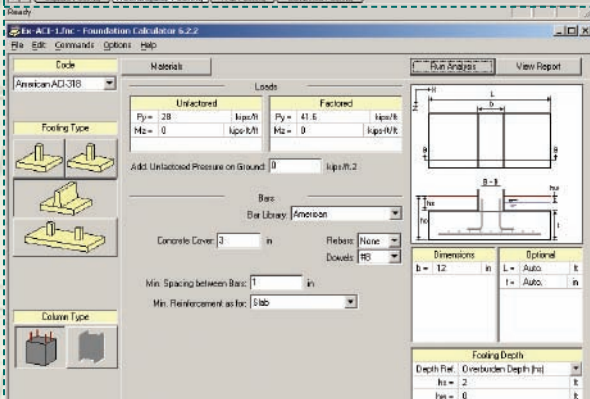 Ready
Ex-ACI-1.fnc - Foundation Calculator 6.2.2
File Edit Commands Options Help
Code
American ACI-318
Footing Type
Column Type
Materials
Run Analysis
View Report
Loads
Unfactored
Py = 28 kips/ft
Mz = 0 kips·ft/ft
Factored
Py = 41.6 kips/ft
Mz = 0 kips·ft/ft
Add. Unfactored Pressure on Ground: 0 kips/ft.2
Bars
Bar Library: American
Concrete Cover: 3 in
Rebars: None
Dowels: #8
Min. Spacing between Bars: 1 in
Min. Reinforcement as for: Slab
L
b
B
B
B - B
hs
t
Dimensions
b = 12 in
Optional
L = Auto. ft
t = Auto. in
Footing Depth
Depth Ref. Overburden Depth (hs)
hs = 2 ft
hw = 0 ft